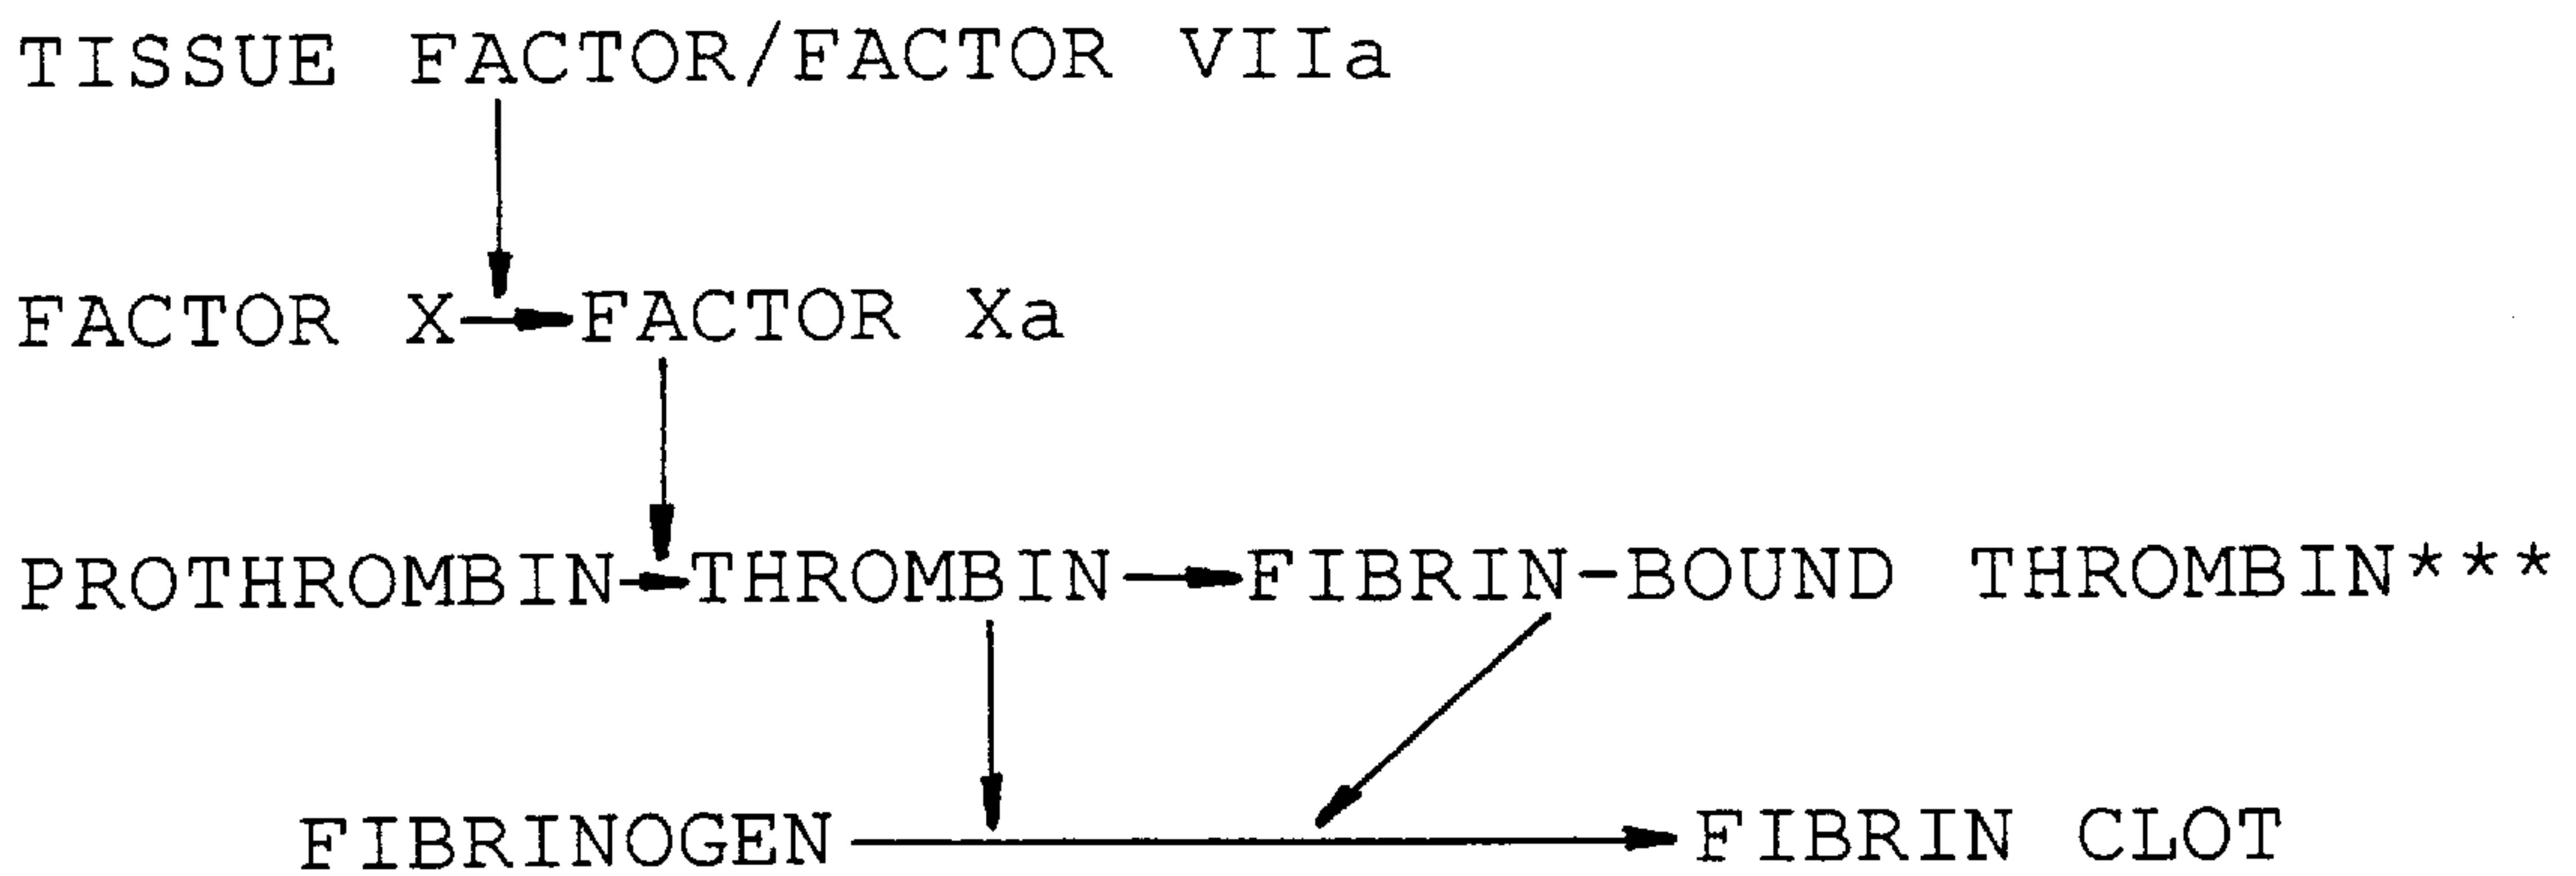 TISSUE FACTOR/FACTOR VIIa
FACTOR X FACTOR Xa
PROTHROMBIN THROMBIN FIBRIN-BOUND THROMBIN***
FIBRINOGEN FIBRIN CLOT